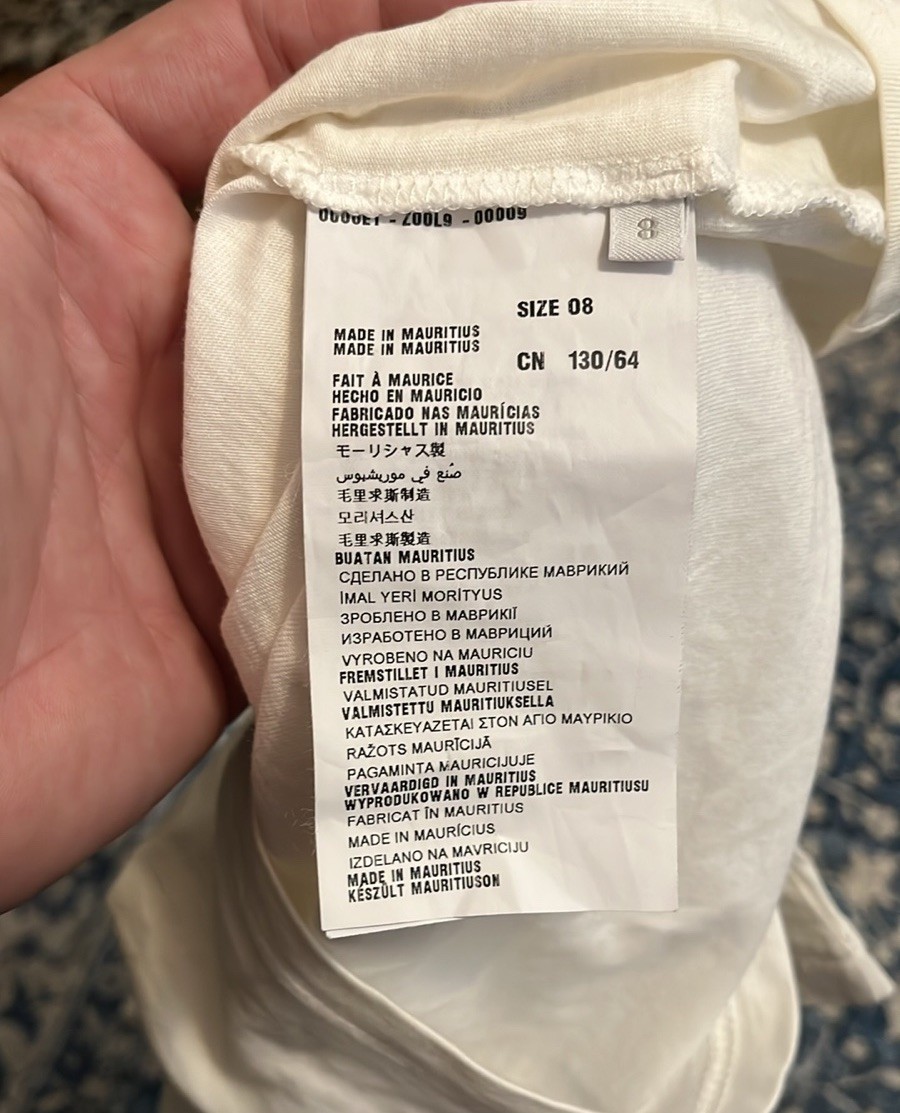 - 00009
8
SIZE 08
MADE IN MAURITIUS
MADE IN MAURITIUS
CN 130/64
FAIT À MAURICE
HECHO EN MAURICIO
FABRICADO NAS MAURÍCIAS
HERGESTELLT IN MAURITIUS
モーリシャス製
صُنع في موريشيوس
毛里求斯制造
모리셔스산
毛里求斯製造
BUATAN MAURITIUS
СДЕЛАНО В РЕСПУБЛИКЕ МАВРИКИЙ
İMAL YERİ MORİTYUS
ЗРОБЛЕНО В МАВРИКІЇ
ИЗРАБОТЕНО В МАВРИЦИЙ
VYROBENO NA MAURICIU
FREMSTILLET I MAURITIUS
VALMISTATUD MAURITIUSEL
VALMISTETTU MAURITIUKSELLA
ΚΑΤΑΣΚΕΥΑΖΕΤΑΙ ΣΤΟΝ ΑΓΙΟ ΜΑΥΡΙΚΙΟ
RAŽOTS MAURĪCIJĀ
PAGAMINTA MAURICIJUJE
VERVAARDIGD IN MAURITIUS
WYPRODUKOWANO W REPUBLICE MAURITIUSU
FABRICAT ÎN MAURITIUS
MADE IN MAURÍCIUS
IZDELANO NA MAVRICIJU
MADE IN MAURITIUS
KÉSZÜLT MAURITIUSON